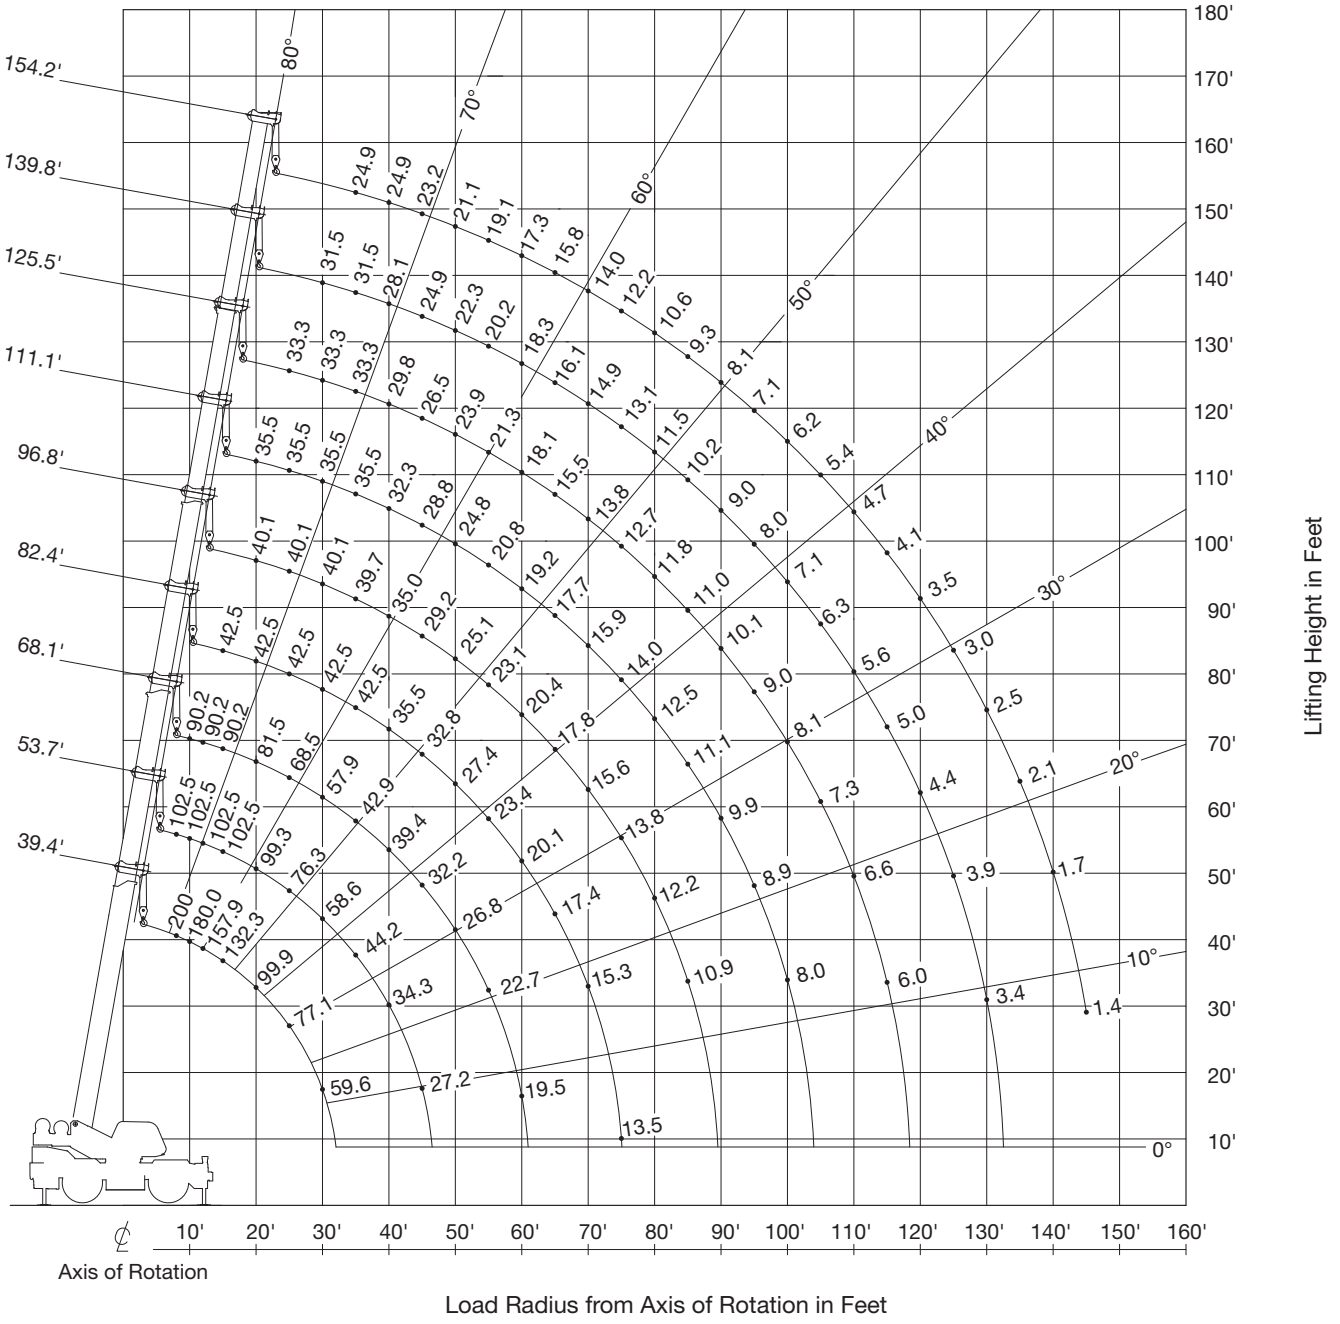 180'
80°
154.2'
170'
70°
160'
139.8'
24.9 24.9 23.2 21.1 19.1 17.3 15.8 14.0 12.2 10.6 9.3 8.1 7.1 6.2 5.4 4.7 4.1 3.5 3.0 2.5 2.1 1.7 1.4
60°
150'
125.5'
31.5 31.5 28.1 24.9 22.3 20.2 18.3 16.1 14.9 13.1 11.5 10.2 9.0 8.0 7.1 6.3 5.6 5.0 4.4 3.9 3.4
140'
50°
111.1'
33.3 33.3 33.3 29.8 26.5 23.9 21.3 18.1 15.5 13.8 12.7 11.8 11.0 10.1 9.0 8.1 7.3 6.6 6.0
130'
120'
40°
96.8'
35.5 35.5 35.5 35.5 32.3 28.8 24.8 20.8 19.2 17.7 15.9 14.0 12.5 11.1 9.9 8.9 8.0
110'
100'
82.4'
40.1 40.1 40.1 39.7 35.0 29.2 25.1 23.1 20.4 17.8 15.6 13.8 12.2 10.9
30°
90'
68.1'
42.5 42.5 42.5 42.5 42.5 35.5 32.8 27.4 23.4 20.1 17.4 15.3 13.5
80'
53.7'
90.2 90.2 90.2 81.5 68.5 57.9 42.9 39.4 32.2 26.8 22.7 19.5
70'
20°
60'
39.4'
102.5 102.5 102.5 102.5 99.3 76.3 58.6 44.2 34.3 27.2
50'
200 180.0 157.9 132.3 99.9 77.1 59.6
40'
10°
30'
20'
10'
0°
Lifting Height in Feet
℄ 10' 20' 30' 40' 50' 60' 70' 80' 90' 100' 110' 120' 130' 140' 150' 160'
Axis of Rotation
Load Radius from Axis of Rotation in Feet